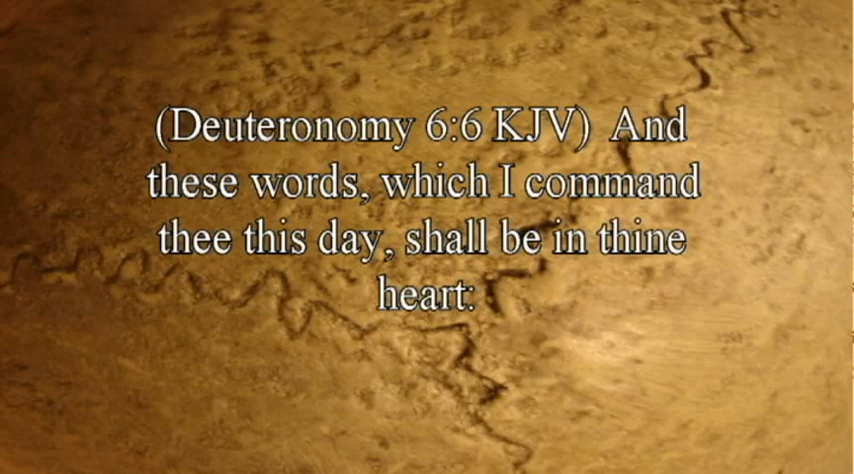 (Deuteronomy 6:6 KJV)  And
these words, which I command
thee this day, shall be in thine
heart: